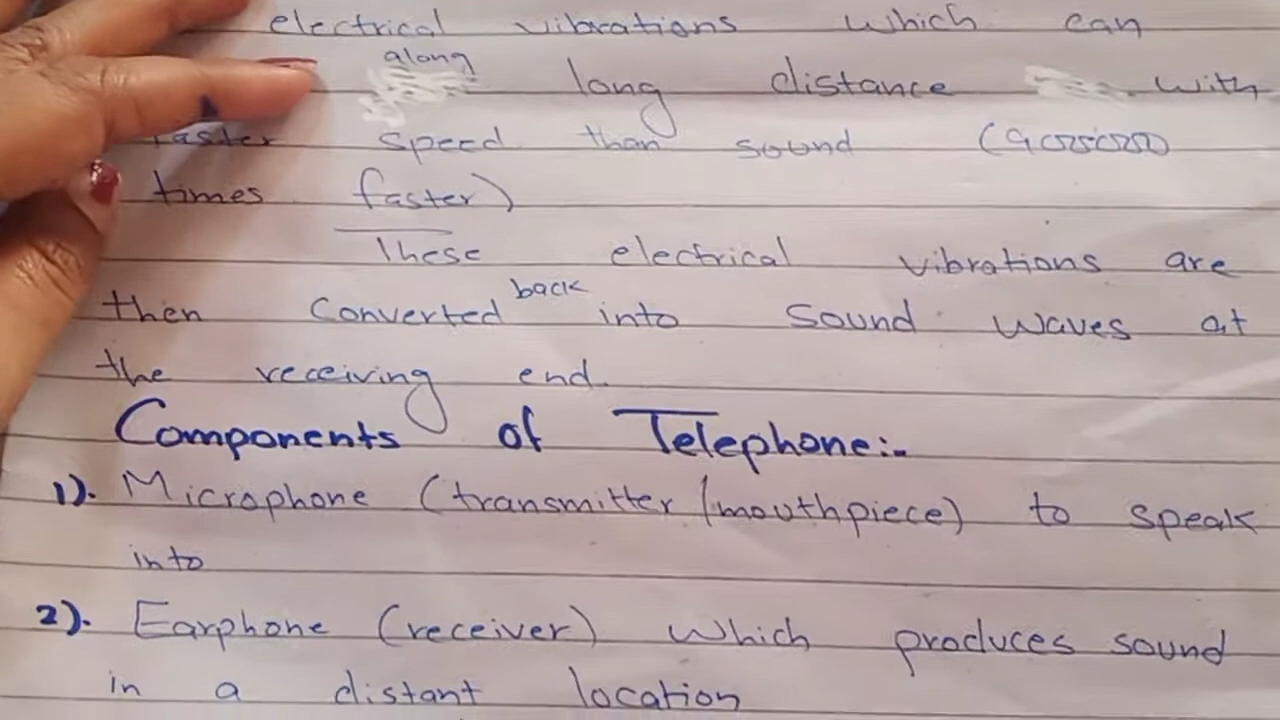 electrical vibrations which can
along long distance with
faster speed than sound
times faster)
These electrical vibrations are
then converted back into sound waves at
the receiving end.
Components of Telephone:-
1). Microphone (transmitter/mouthpiece) to speak
into
2). Earphone (receiver) which produces sound
in a distant location